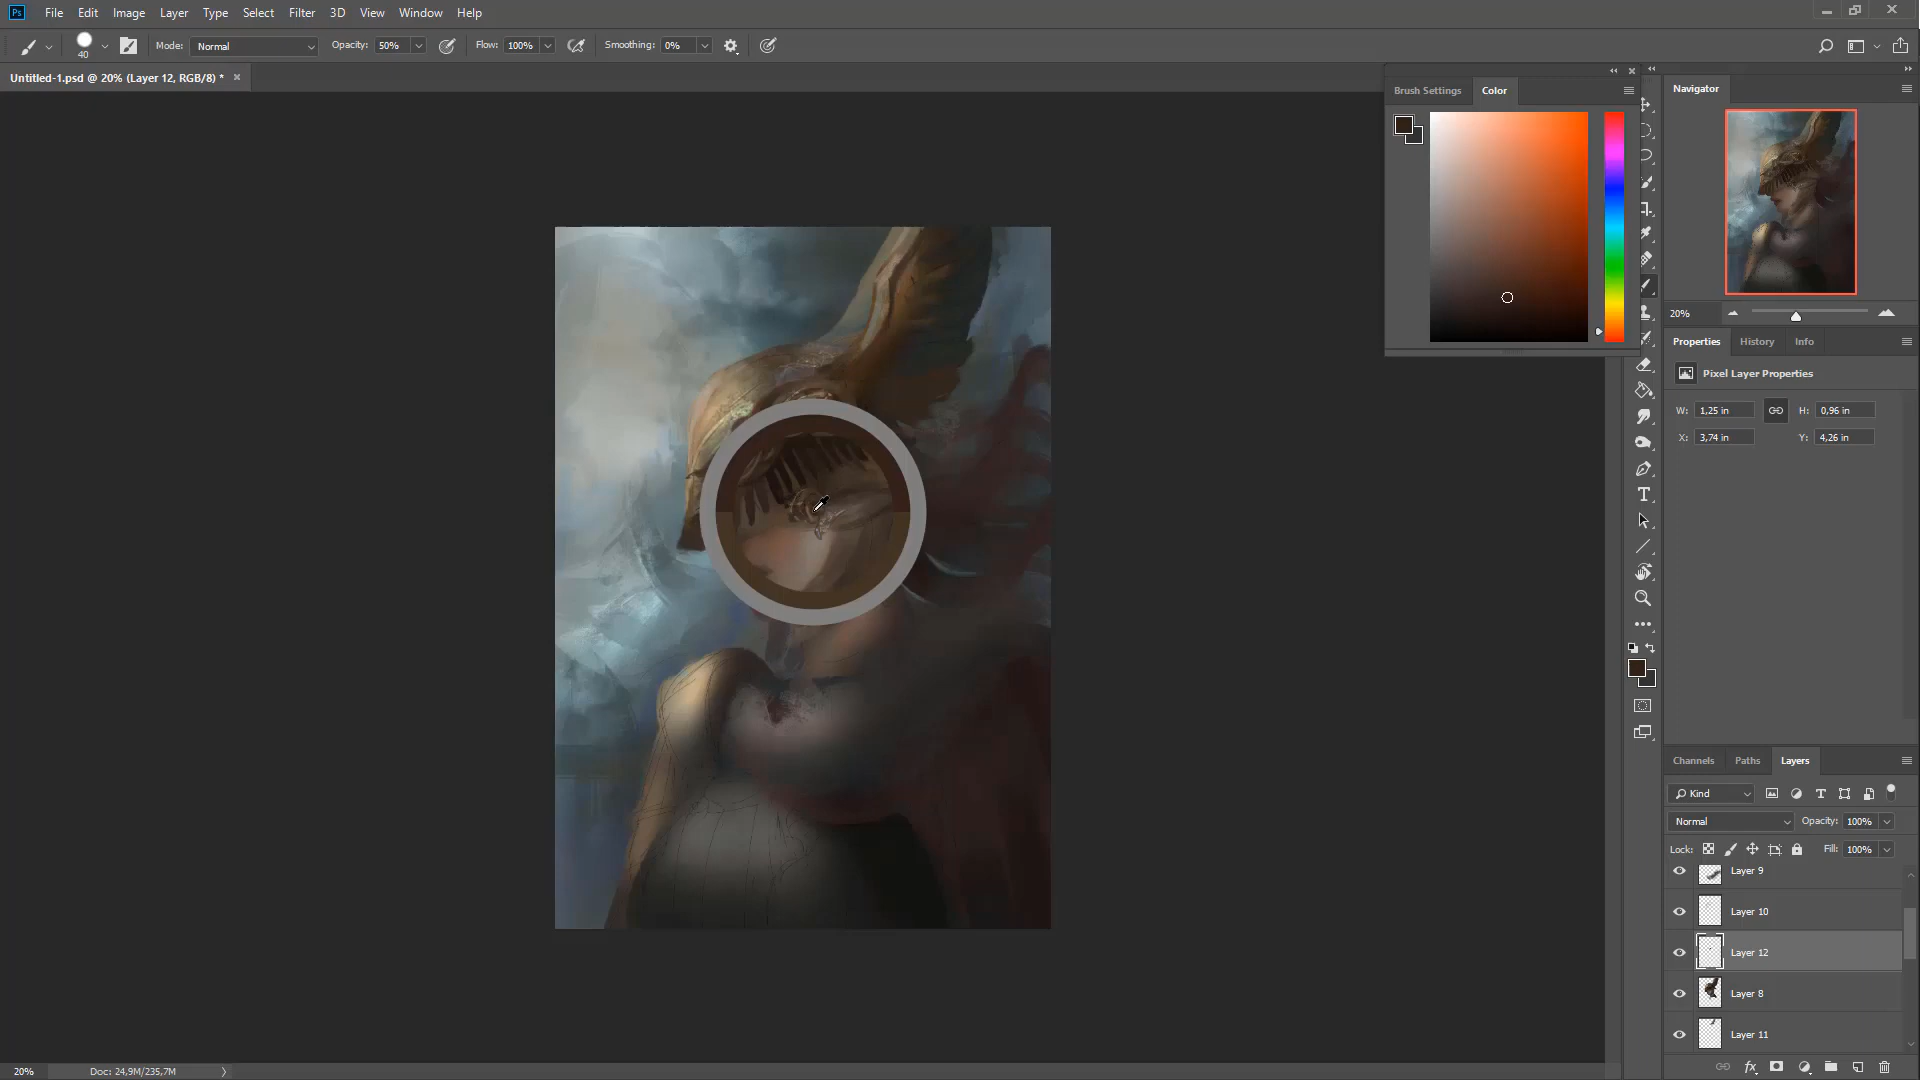 Ps File Edit Image Layer Type Select Filter 3D View Window Help
40 Mode: Normal Opacity: 50% Flow: 100% Smoothing: 0%
Untitled-1.psd @ 20% (Layer 12, RGB/8) *
Brush Settings Color
Navigator
20%
Properties History Info
Pixel Layer Properties
W: 1,25 in H: 0,96 in
X: 3,74 in Y: 4,26 in
Channels Paths Layers
Kind
Normal Opacity: 100%
Lock: Fill: 100%
Layer 9
Layer 10
Layer 12
Layer 8
Layer 11
20% Doc: 24,9M/235,7M